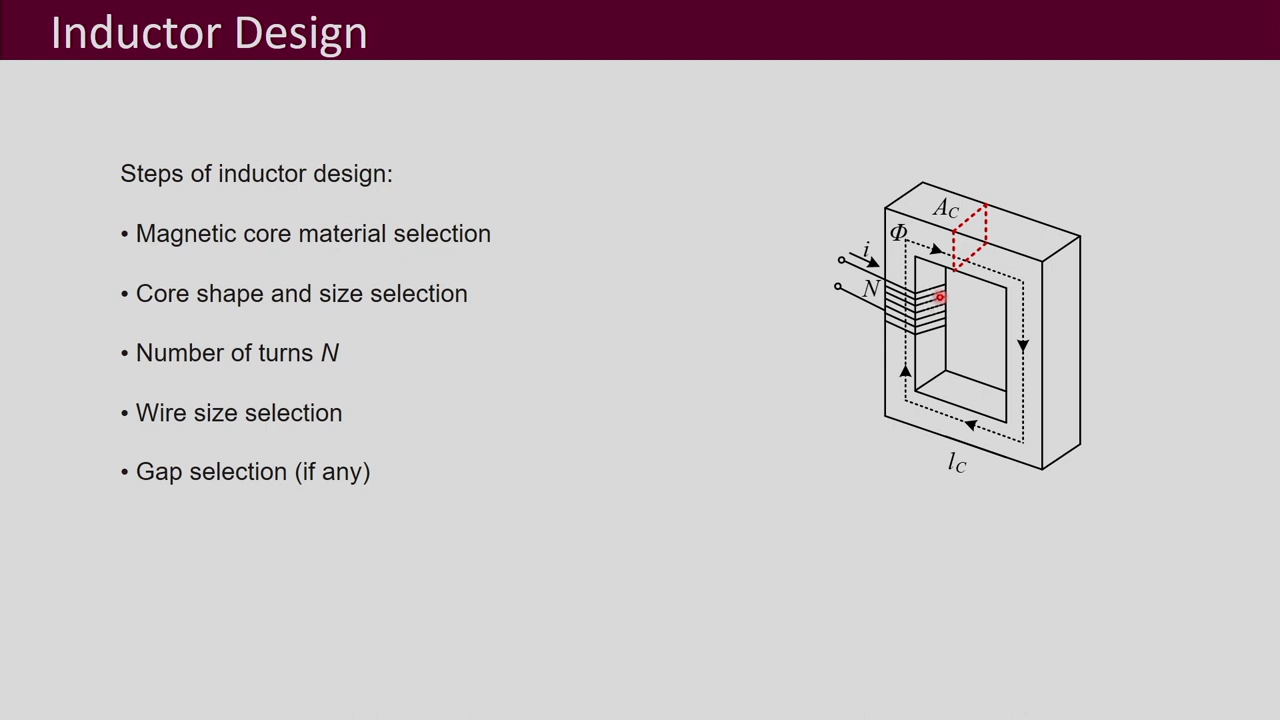 Inductor Design
Steps of inductor design:
• Magnetic core material selection
• Core shape and size selection
• Number of turns N
• Wire size selection
• Gap selection (if any)
A_C
Φ
i
N
l_C